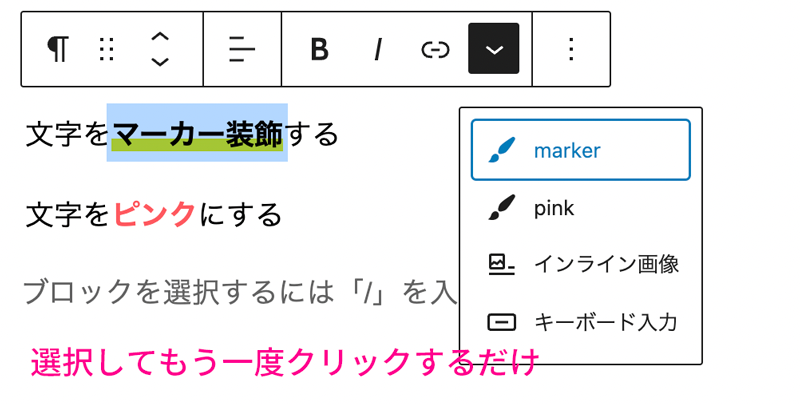 B I
文字をマーカー装飾する
marker
文字をピンクにする
pink
インライン画像
ブロックを選択するには「/」を入
キーボード入力
選択してもう一度クリックするだけ